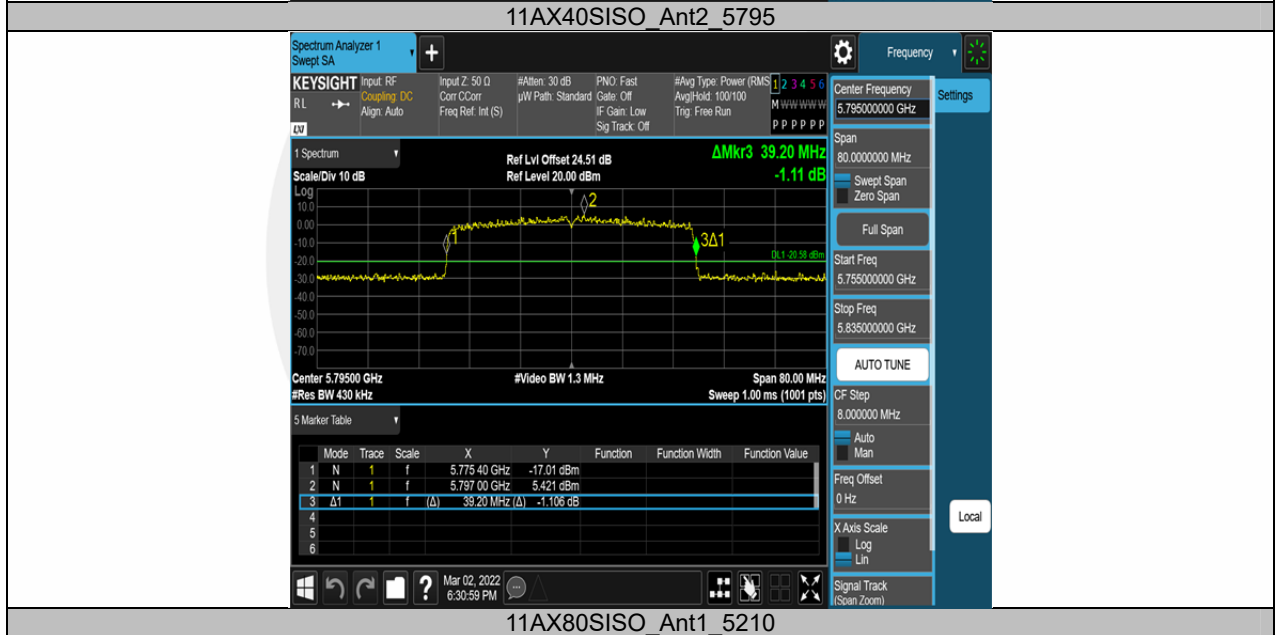 11AX40SISO_Ant2_5795
Spectrum Analyzer 1
Swept SA
+
Frequency
KEYSIGHT
RL
LXI
Input: RF
Coupling: DC
Align: Auto
Input Z: 50 Ω
Corr CCorr
Freq Ref: Int (S)
#Atten: 30 dB
µW Path: Standard
PNO: Fast
Gate: Off
IF Gain: Low
Sig Track: Off
#Avg Type: Power (RMS
Avg|Hold: 100/100
Trig: Free Run
1 2 3 4 5 6
M W W W W W
P P P P P P
Center Frequency
5.795000000 GHz
Settings
Span
80.0000000 MHz
Swept Span
Zero Span
Full Span
Start Freq
5.755000000 GHz
Stop Freq
5.835000000 GHz
AUTO TUNE
CF Step
8.000000 MHz
Auto
Man
Freq Offset
0 Hz
X Axis Scale
Log
Lin
Signal Track
(Span Zoom)
Local
1 Spectrum
Scale/Div 10 dB
Ref Lvl Offset 24.51 dB
Ref Level 20.00 dBm
ΔMkr3 39.20 MHz
-1.11 dB
Log
10.0
0.00
-10.0
-20.0
-30.0
-40.0
-50.0
-60.0
-70.0
1
2
3Δ1
DL1 -20.58 dBm
Center 5.79500 GHz
#Video BW 1.3 MHz
Span 80.00 MHz
#Res BW 430 kHz
Sweep 1.00 ms (1001 pts)
5 Marker Table
Mode Trace Scale X Y Function Function Width Function Value
1 N 1 f 5.775 40 GHz -17.01 dBm
2 N 1 f 5.797 00 GHz 5.421 dBm
3 Δ1 1 f (Δ) 39.20 MHz (Δ) -1.106 dB
4
5
6
?
Mar 02, 2022
6:30:59 PM
11AX80SISO_Ant1_5210